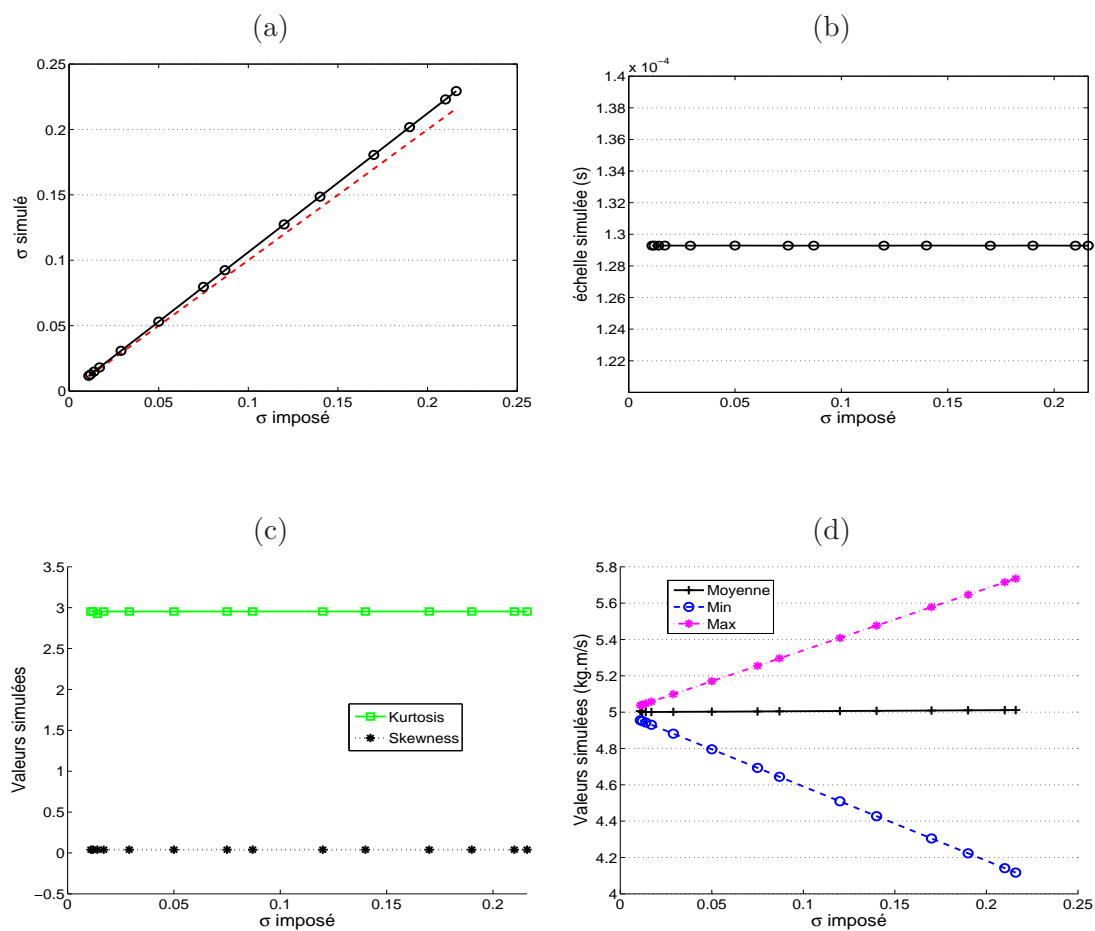 (a)
0.25
0.2
0.15
0.1
0.05
0
0 0.05 0.1 0.15 0.2 0.25
σ simulé
σ imposé
(b)
x 10⁻⁴
1.4
1.38
1.36
1.34
1.32
1.3
1.28
1.26
1.24
1.22
0 0.05 0.1 0.15 0.2
échelle simulée (s)
σ imposé
(c)
3.5
3
2.5
2
1.5
1
0.5
0
−0.5
0 0.05 0.1 0.15 0.2
Valeurs simulées
Kurtosis
Skewness
σ imposé
(d)
5.8
5.6
5.4
5.2
5
4.8
4.6
4.4
4.2
4
0 0.05 0.1 0.15 0.2 0.25
Valeurs simulées (kg.m/s)
Moyenne
Min
Max
σ imposé